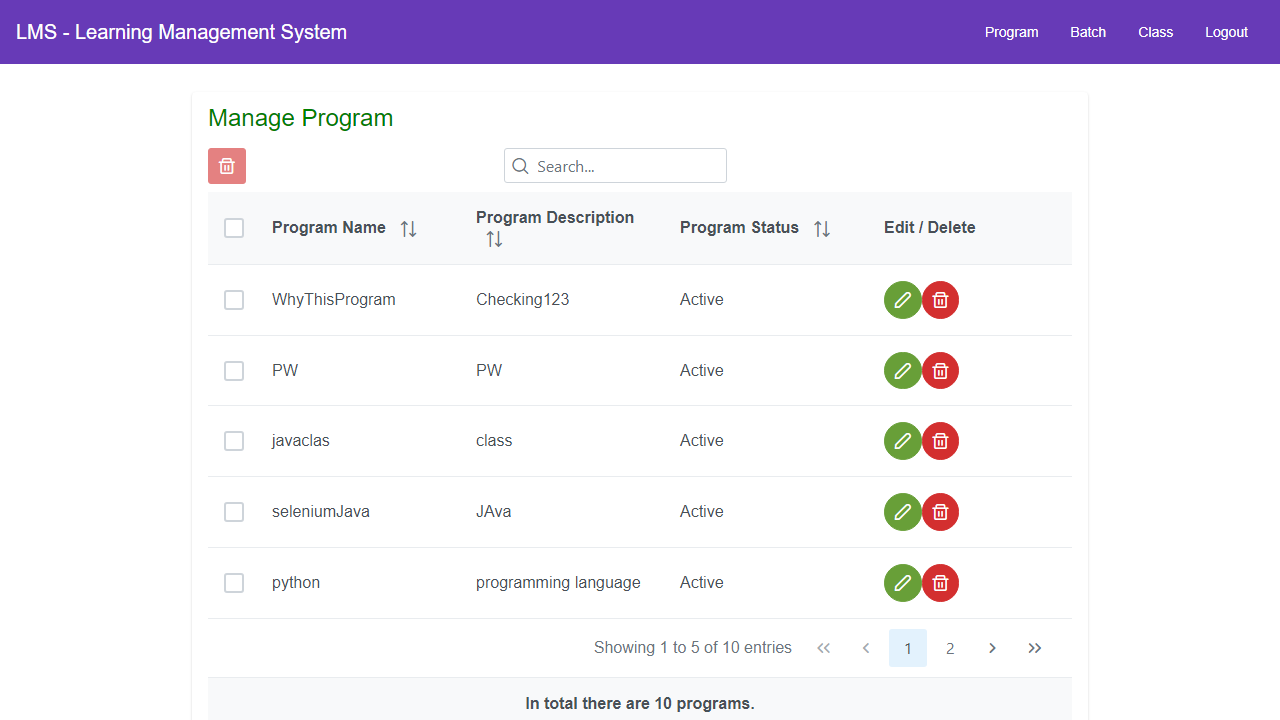 LMS - Learning Management System
Program Batch Class Logout
Manage Program
Search...
Program Name Program Description Program Status Edit / Delete
WhyThisProgram Checking123 Active
PW PW Active
javaclas class Active
seleniumJava JAva Active
python programming language Active
Showing 1 to 5 of 10 entries 1 2
In total there are 10 programs.